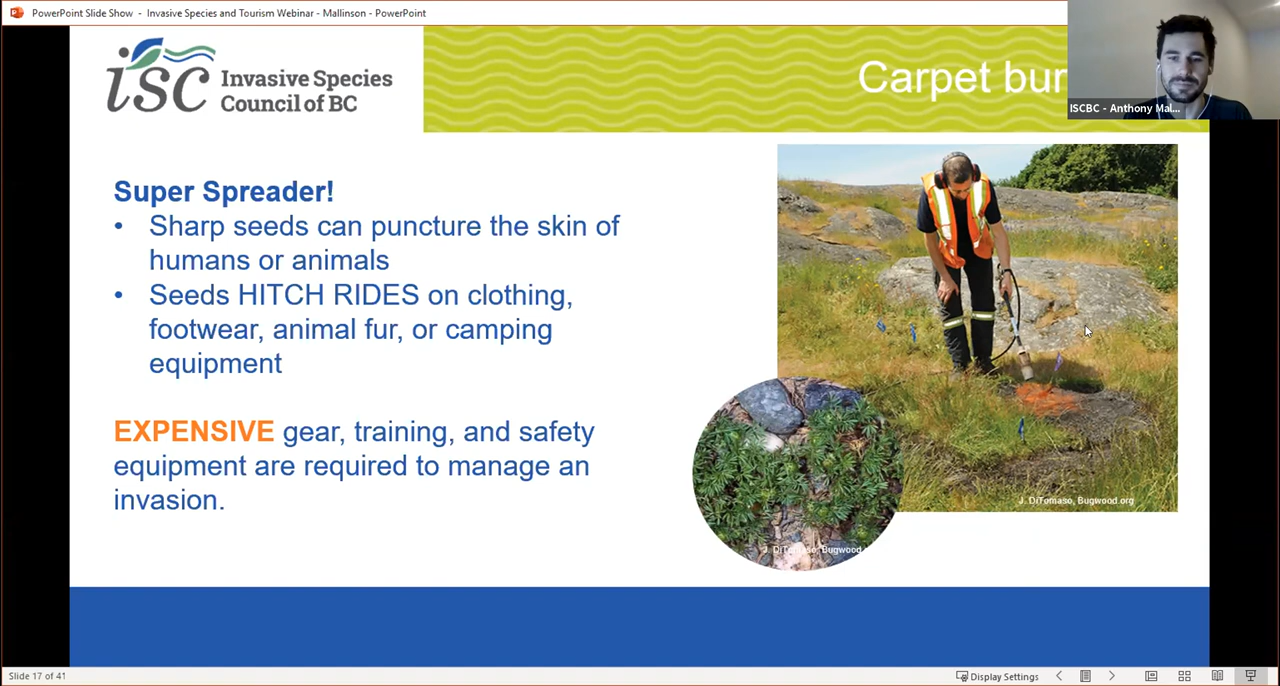 PowerPoint Slide Show - Invasive Species and Tourism Webinar - Mallinson - PowerPoint
isc Invasive Species
Council of BC
Carpet bur
ISCBC - Anthony Mal...
Super Spreader!
• Sharp seeds can puncture the skin of
humans or animals
• Seeds HITCH RIDES on clothing,
footwear, animal fur, or camping
equipment
EXPENSIVE gear, training, and safety
equipment are required to manage an
invasion.
J. DiTomaso, Bugwood.org
J. DiTomaso, Bugwood.o
Slide 17 of 41
Display Settings